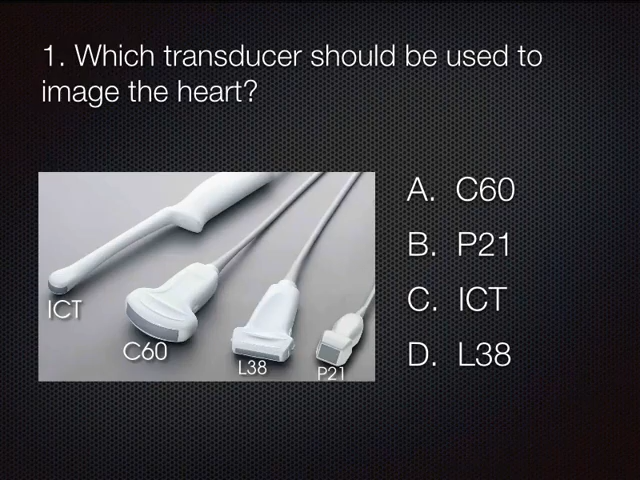 1. Which transducer should be used to
image the heart?
A. C60
B. P21
C. ICT
D. L38
ICT
C60
L38
P21